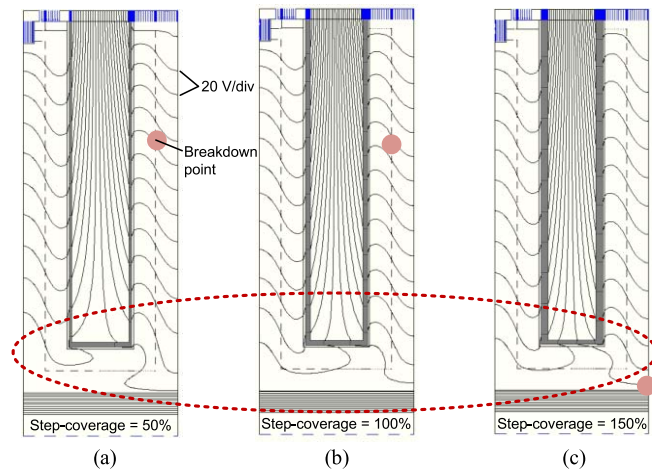 20 V/div
Breakdown
point
Step-coverage = 50%
Step-coverage = 100%
Step-coverage = 150%
(a)
(b)
(c)